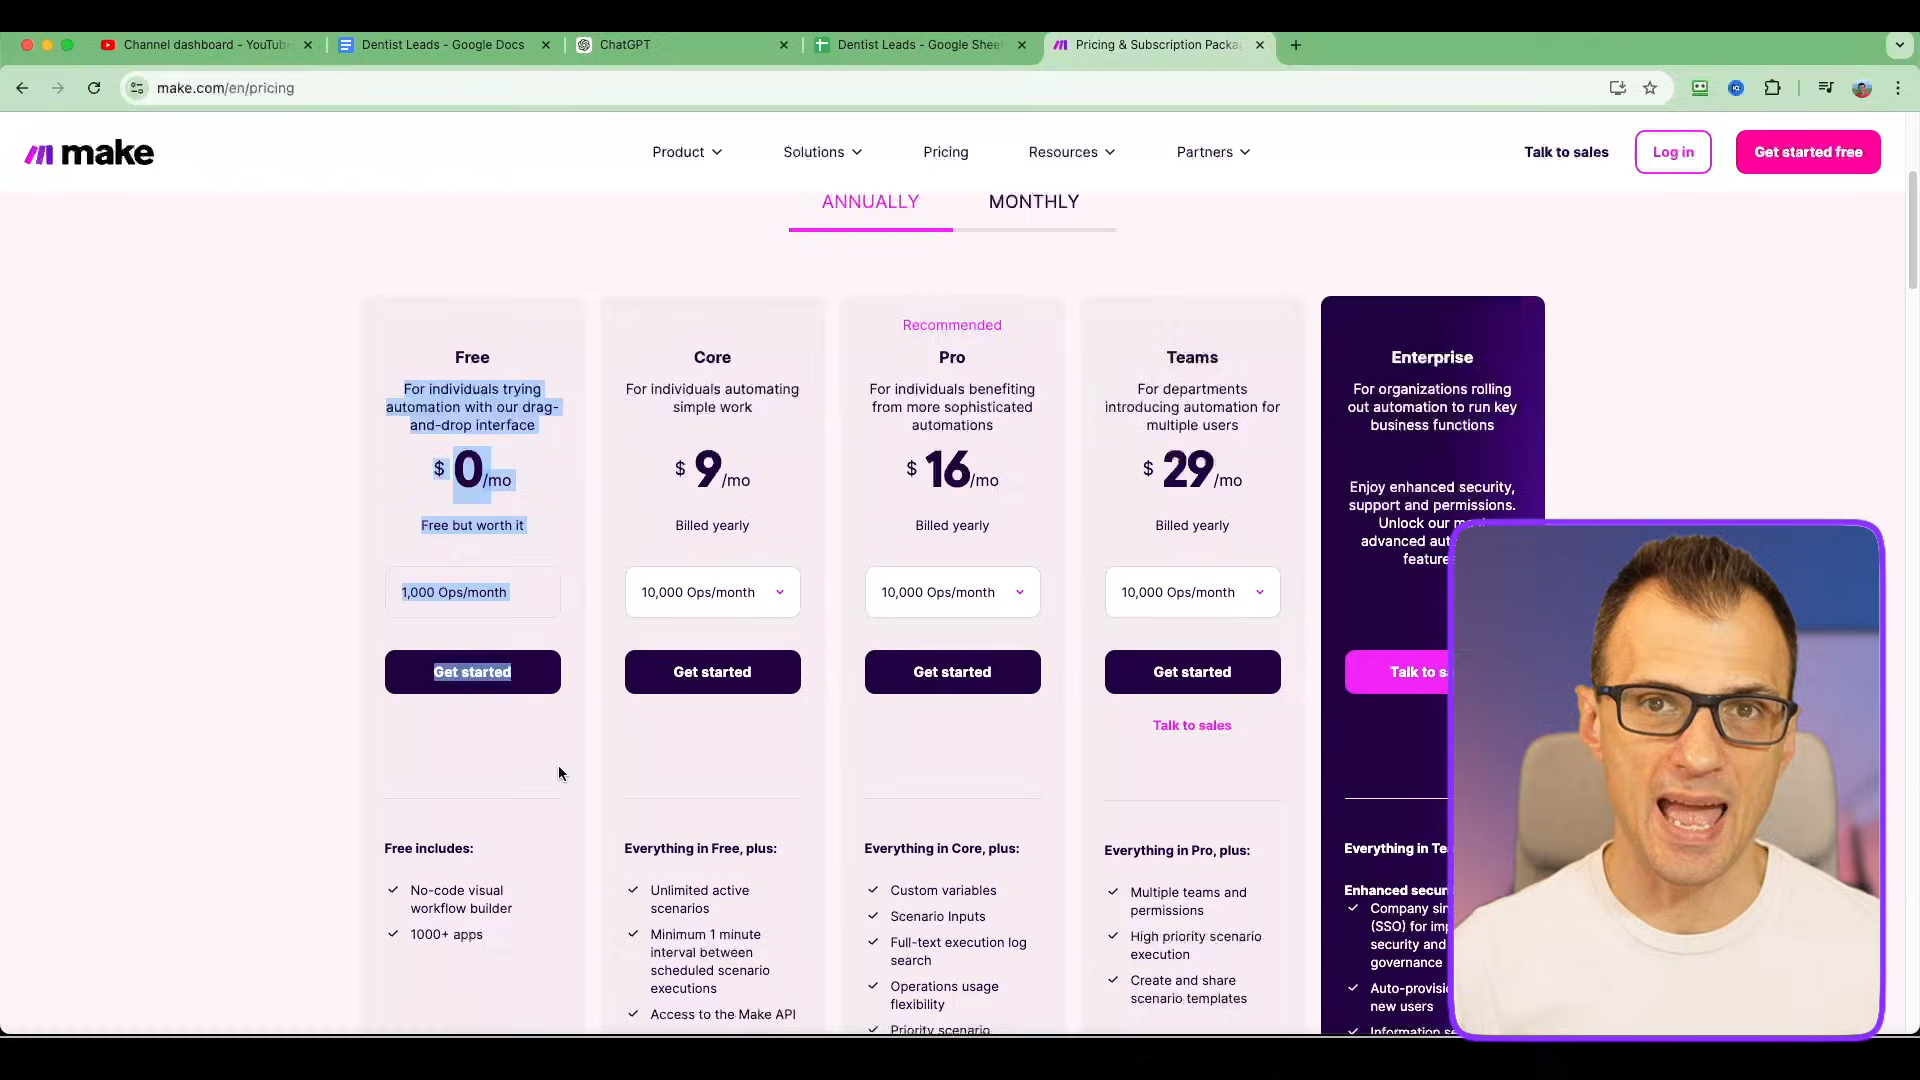 Channel dashboard - YouTub
Dentist Leads - Google Docs
ChatGPT
Dentist Leads - Google Shee
Pricing & Subscription Packa
make.com/en/pricing
make
Product
Solutions
Pricing
Resources
Partners
Talk to sales
Log in
Get started free
ANNUALLY
MONTHLY
Free
For individuals trying
automation with our drag-
and-drop interface
$ 0/mo
Free but worth it
1,000 Ops/month
Get started
Free includes:
No-code visual
workflow builder
1000+ apps
Core
For individuals automating
simple work
$ 9/mo
Billed yearly
10,000 Ops/month
Get started
Everything in Free, plus:
Unlimited active
scenarios
Minimum 1 minute
interval between
scheduled scenario
executions
Access to the Make API
Recommended
Pro
For individuals benefiting
from more sophisticated
automations
$ 16/mo
Billed yearly
10,000 Ops/month
Get started
Everything in Core, plus:
Custom variables
Scenario Inputs
Full-text execution log
search
Operations usage
flexibility
Priority scenario
Teams
For departments
introducing automation for
multiple users
$ 29/mo
Billed yearly
10,000 Ops/month
Get started
Talk to sales
Everything in Pro, plus:
Multiple teams and
permissions
High priority scenario
execution
Create and share
scenario templates
Enterprise
For organizations rolling
out automation to run key
business functions
Enjoy enhanced security,
support and permissions.
Unlock our m
advanced au
feature
Talk to sa
Everything in Te
Enhanced secur
Company sin
(SSO) for imp
security and
governance
Auto-provisi
new users
Information se